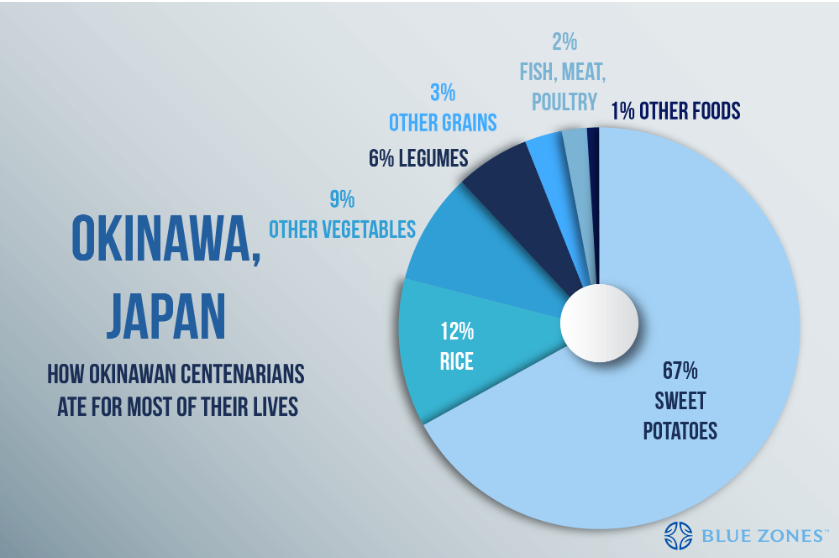 OKINAWA,
JAPAN
HOW OKINAWAN CENTENARIANS
ATE FOR MOST OF THEIR LIVES
2%
FISH, MEAT,
POULTRY
1% OTHER FOODS
3%
OTHER GRAINS
6% LEGUMES
9%
OTHER VEGETABLES
12%
RICE
67%
SWEET
POTATOES
BLUE ZONES™